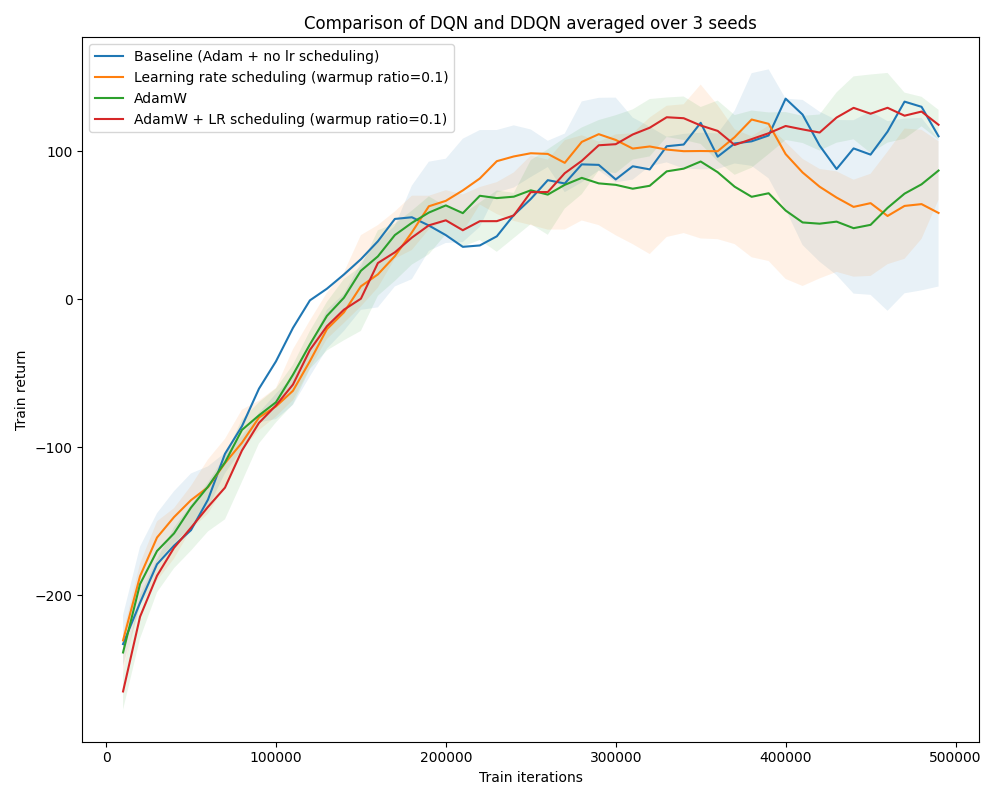 Comparison of DQN and DDQN averaged over 3 seeds
Baseline (Adam + no lr scheduling)
Learning rate scheduling (warmup ratio=0.1)
AdamW
AdamW + LR scheduling (warmup ratio=0.1)
Train return
100
0
−100
−200
0
100000
200000
300000
400000
500000
Train iterations